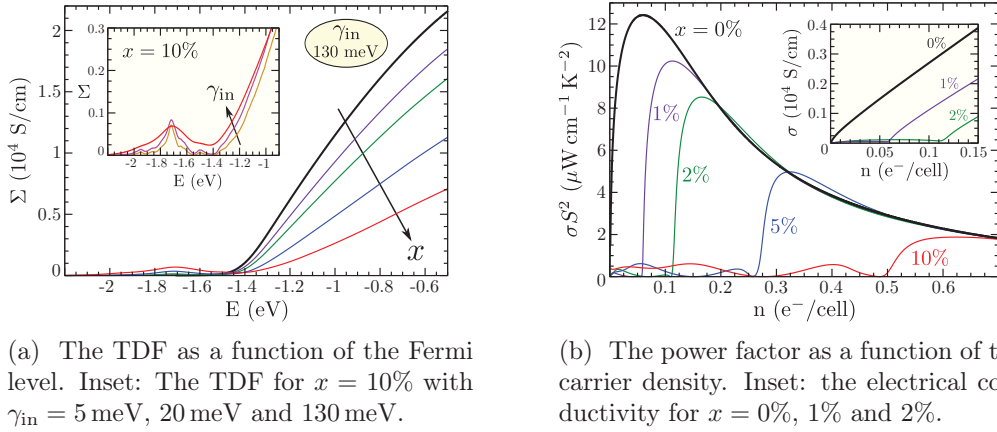 Σ (10⁴ S/cm)
2
1.5
1
0.5
0
-2
-1.8
-1.6
-1.4
-1.2
-1
-0.8
-0.6
E (eV)
γin
130 meV
x
0.3
0.2
0.1
0
Σ
x = 10%
γin
-2
-1.8
-1.6
-1.4
-1.2
-1
E (eV)
(a) The TDF as a function of the Fermi
level. Inset: The TDF for x = 10% with
γin = 5 meV, 20 meV and 130 meV.
σS² (μW cm⁻¹ K⁻²)
12
10
8
6
4
2
0
0.1
0.2
0.3
0.4
0.5
0.6
n (e⁻/cell)
x = 0%
1%
2%
5%
10%
σ (10⁴ S/cm)
0.4
0.3
0.2
0.1
0
0%
1%
2%
0.05
0.1
0.15
n (e⁻/cell)
(b) The power factor as a function of t
carrier density. Inset: the electrical co
ductivity for x = 0%, 1% and 2%.